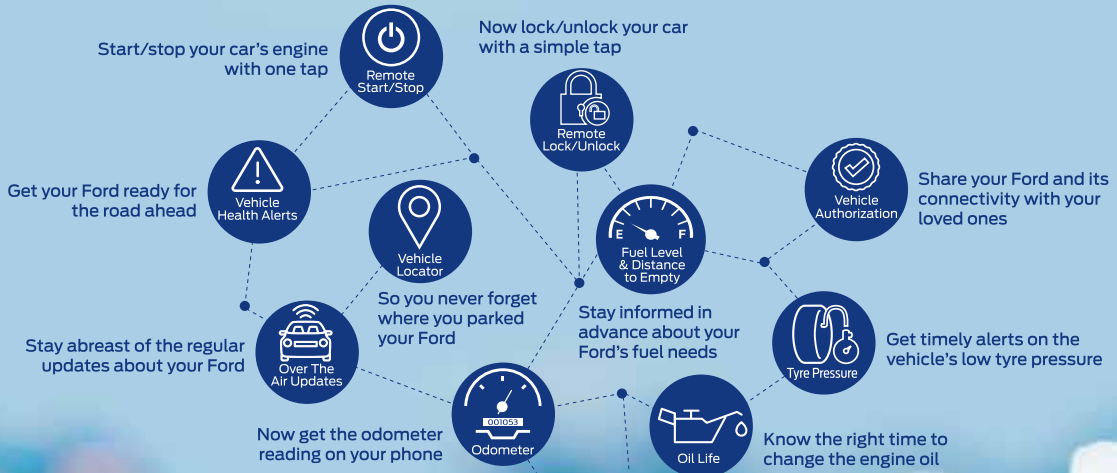 Start/stop your car's engine
with one tap
Remote
Start/Stop
Now lock/unlock your car
with a simple tap
Remote
Lock/Unlock
Get your Ford ready for
the road ahead
Vehicle
Health Alerts
Vehicle
Locator
So you never forget
where you parked
your Ford
E F
Fuel Level
& Distance
to Empty
Stay informed in
advance about your
Ford's fuel needs
Vehicle
Authorization
Share your Ford and its
connectivity with your
loved ones
Stay abreast of the regular
updates about your Ford
Over The
Air Updates
Tyre Pressure
Get timely alerts on the
vehicle's low tyre pressure
Now get the odometer
reading on your phone
001053
Odometer
Oil Life
Know the right time to
change the engine oil